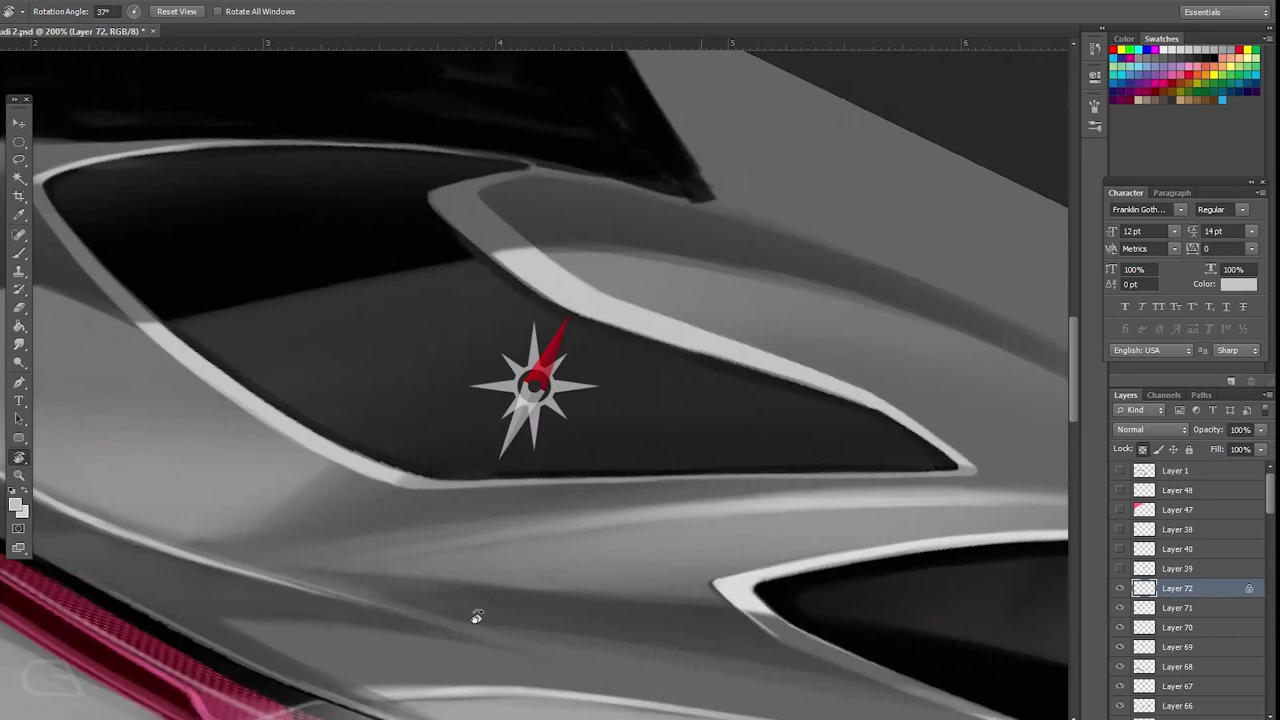 Rotation Angle: 37° Reset View Rotate All Windows Essentials
udi 2.psd @ 200% (Layer 72, RGB/8) * ×
2 3 4 5 6
Color Swatches
Character Paragraph
Franklin Goth... Regular
12 pt 14 pt
Metrics 0
100% 100%
0 pt Color:
English: USA Sharp
Layers Channels Paths
Kind
Normal Opacity: 100%
Lock: Fill: 100%
Layer 1
Layer 48
Layer 47
Layer 38
Layer 40
Layer 39
Layer 72
Layer 71
Layer 70
Layer 69
Layer 68
Layer 67
Layer 66